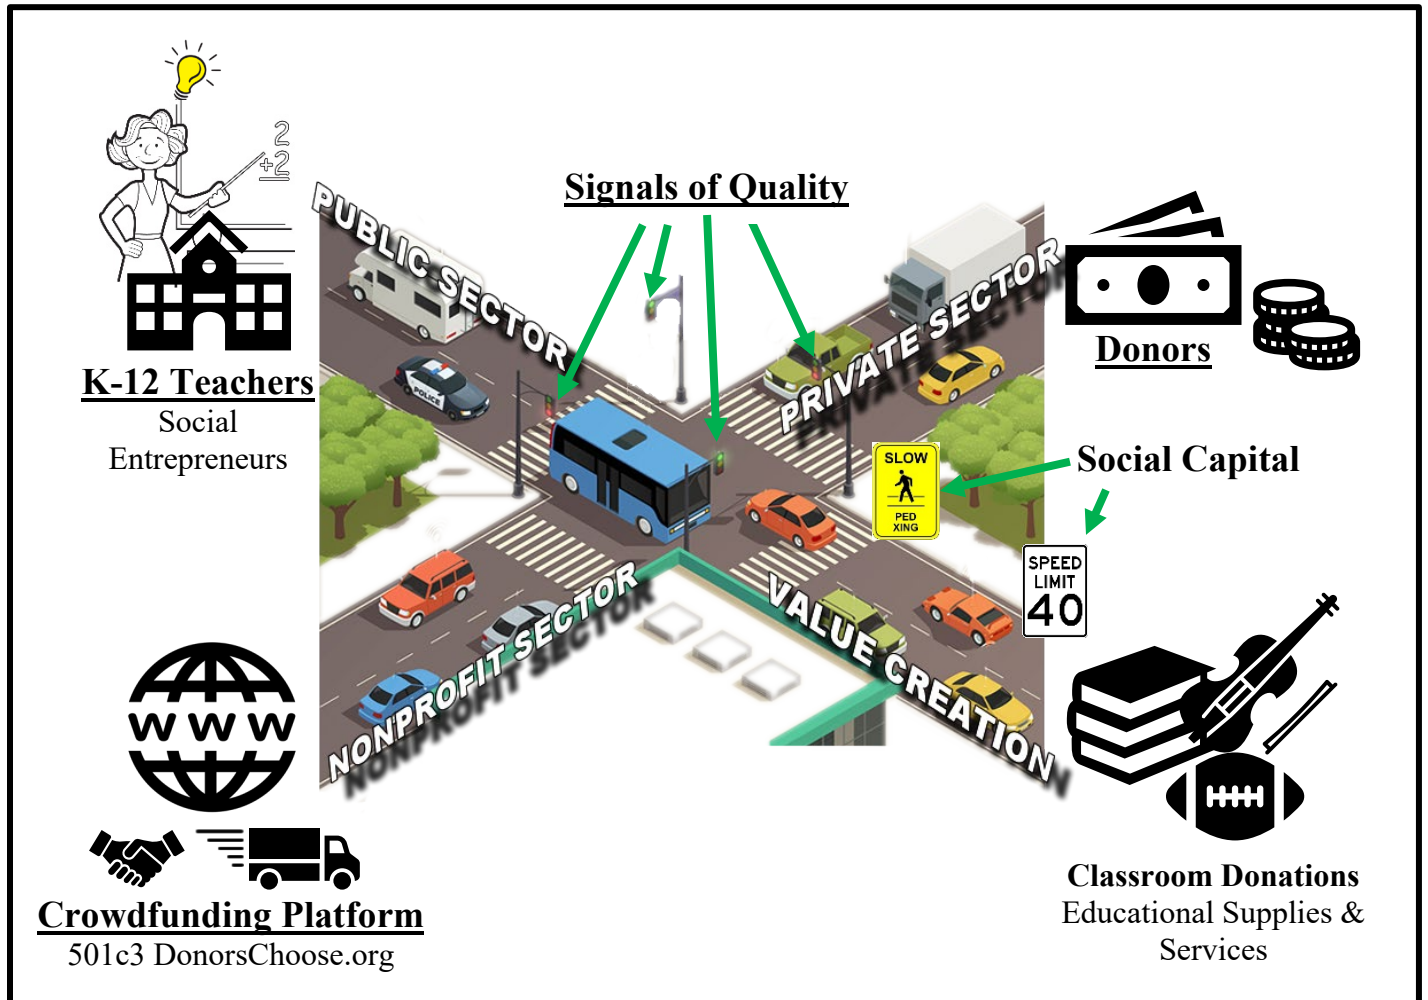 2
+2
Signals of Quality
PUBLIC SECTOR
PRIVATE SECTOR
Donors
K-12 Teachers
Social
Entrepreneurs
POLICE
SLOW
PED
XING
Social Capital
SPEED
LIMIT
40
NONPROFIT SECTOR
VALUE CREATION
WWW
Crowdfunding Platform
501c3 DonorsChoose.org
Classroom Donations
Educational Supplies &
Services